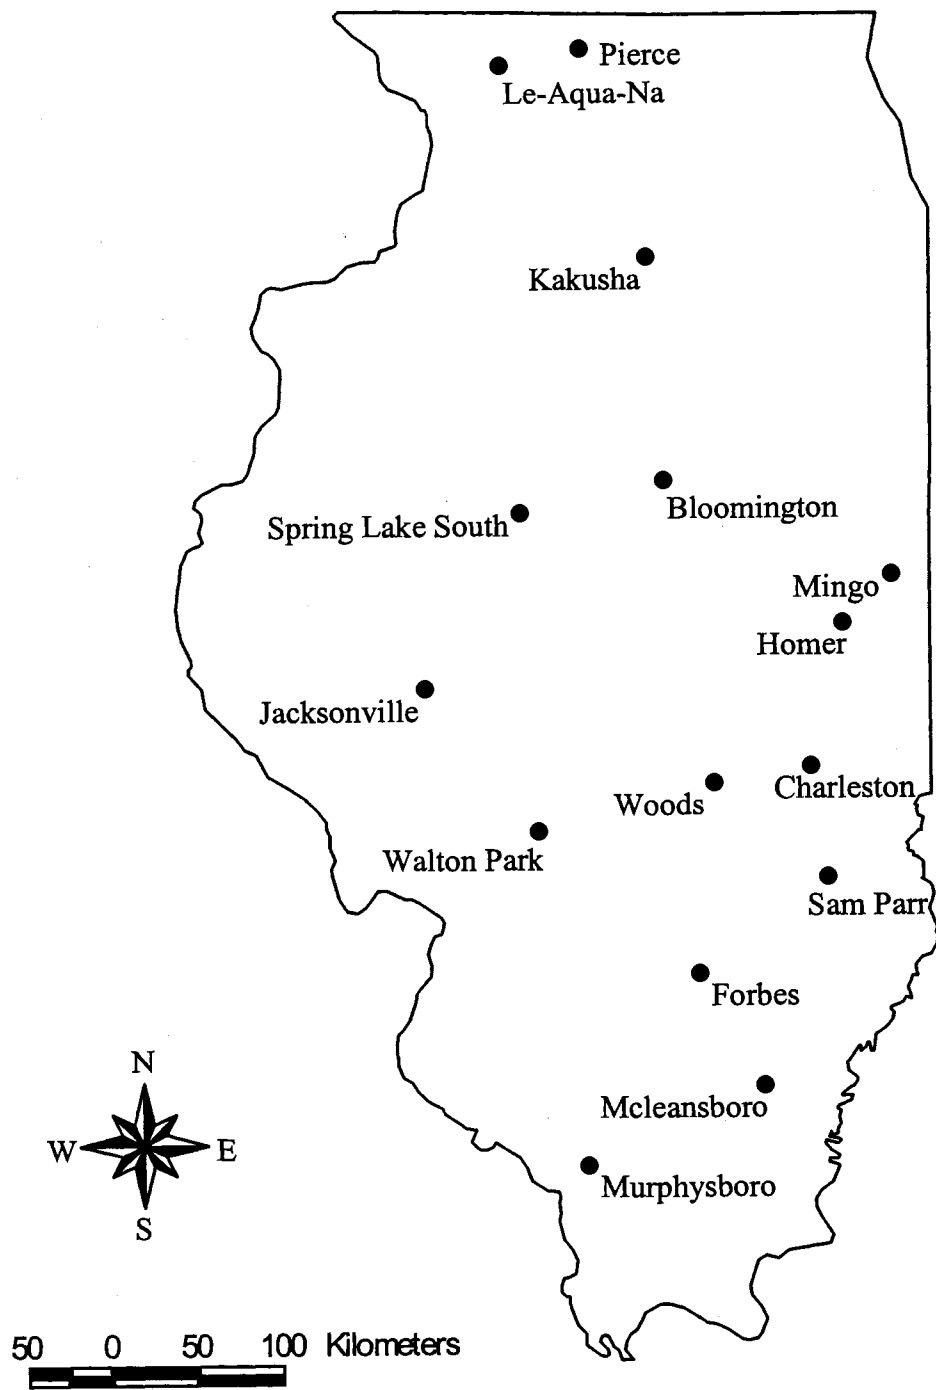 Pierce
Le-Aqua-Na
Kakusha
Bloomington
Spring Lake South
Mingo
Homer
Jacksonville
Charleston
Woods
Walton Park
Sam Parr
Forbes
N
Mcleansboro
W E
Murphysboro
S
50 0 50 100 Kilometers